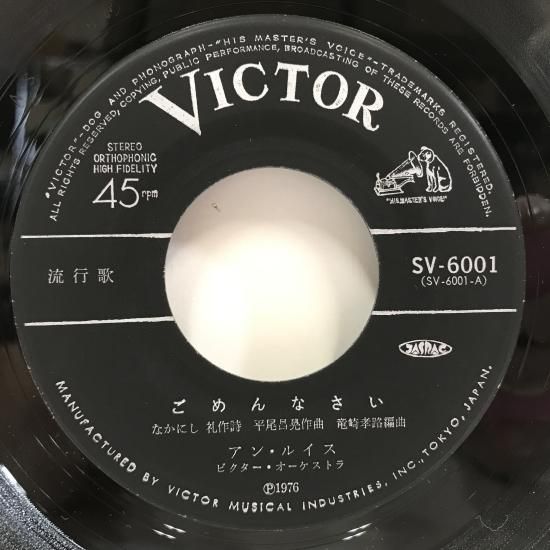 "VICTOR"–DOG AND PHONOGRAPH–"HIS MASTER'S VOICE"–TRADEMARKS REGISTERED.
ALL RIGHTS RESERVED, COPYING, PUBLIC PERFORMANCE, BROADCASTING OF THESE RECORDS ARE FORBIDDEN.
VICTOR
STEREO
ORTHOPHONIC
HIGH FIDELITY
45rpm
"HIS MASTER'S VOICE"
流行歌
SV-6001
(SV-6001-A)
JASRAC
ごめんなさい
なかにし 礼作詩 平尾昌晃作曲 竜崎孝路編曲
アン・ルイス
ビクター・オーケストラ
Ⓟ1976
MANUFACTURED BY VICTOR MUSICAL INDUSTRIES, INC., TOKYO, JAPAN.